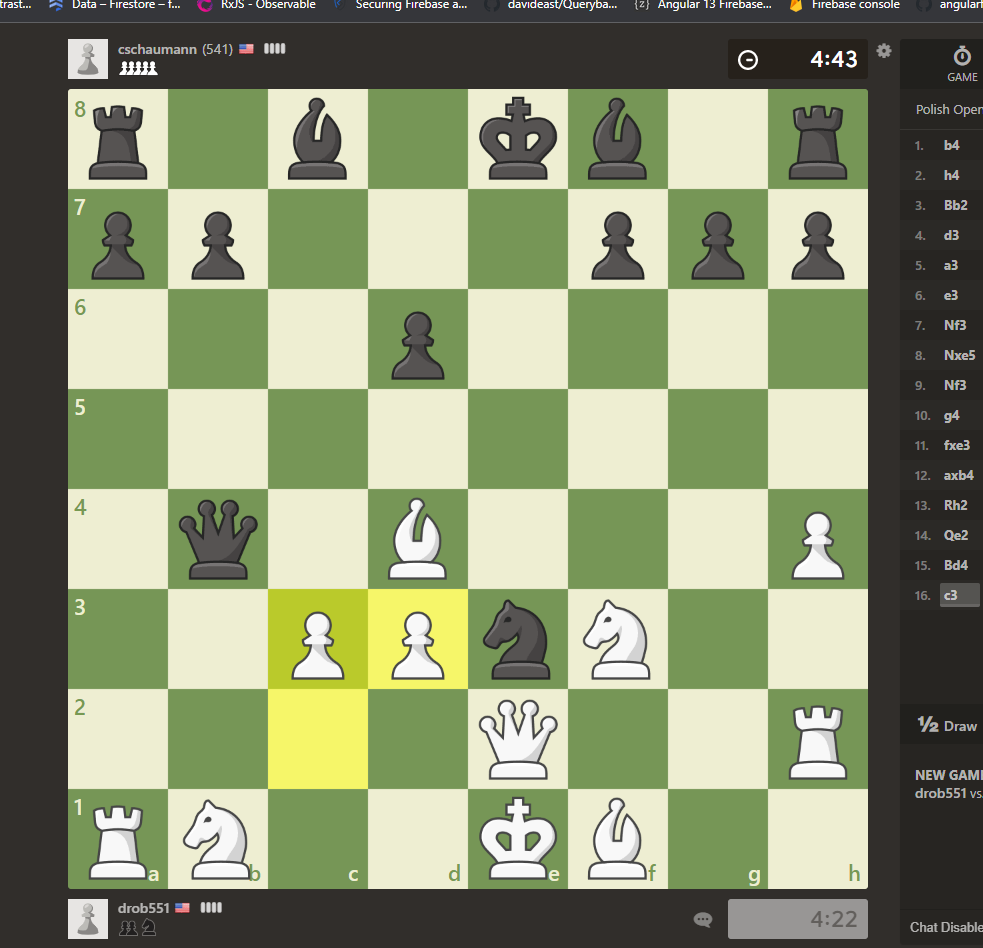 trast... Data – Firestore – f... RxJS - Observable Securing Firebase a... davideast/Queryba... {z} Angular 13 Firebase... Firebase console angularf
cschaumann (541)
4:43
GAME
Polish Open
1. b4
2. h4
3. Bb2
4. d3
5. a3
6. e3
7. Nf3
8. Nxe5
9. Nf3
10. g4
11. fxe3
12. axb4
13. Rh2
14. Qe2
15. Bd4
16. c3
½ Draw
NEW GAM
drob551 vs.
Chat Disable
8
7
6
5
4
3
2
1
a b c d e f g h
drob551
4:22